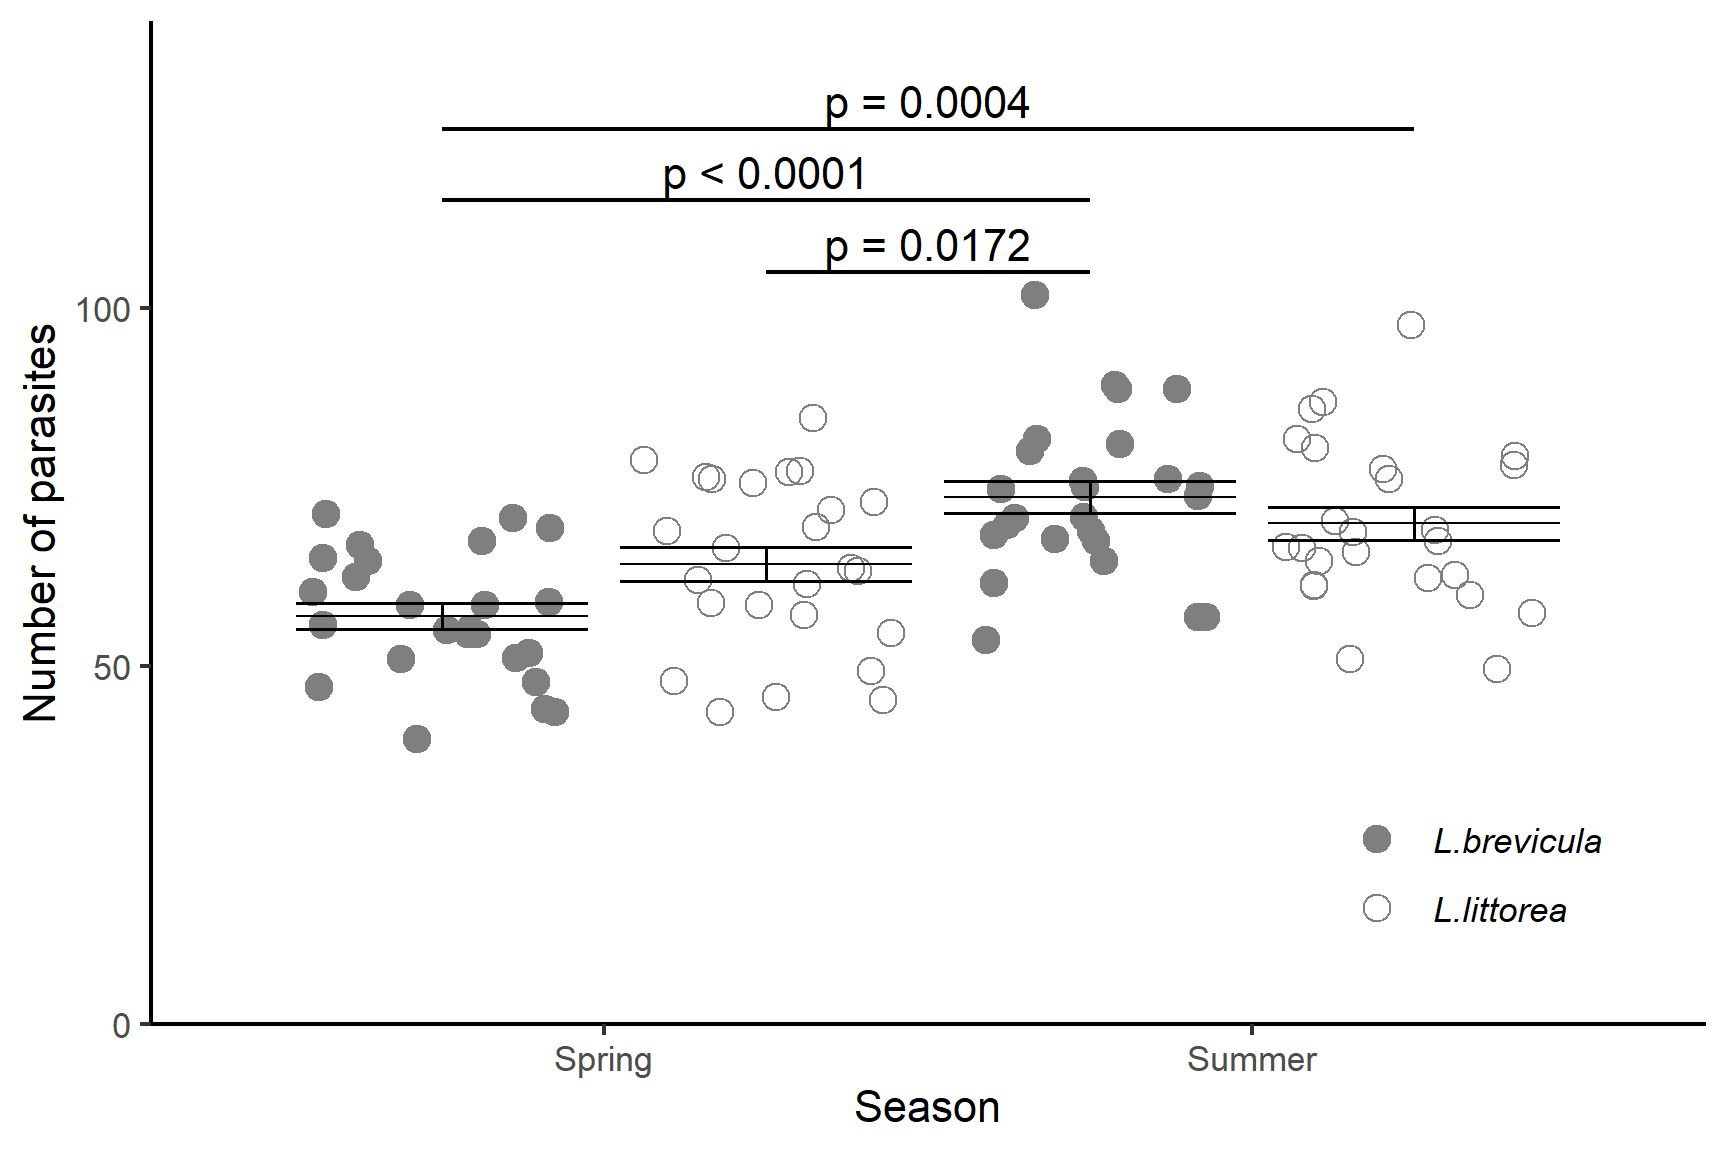 p = 0.0004
p < 0.0001
p = 0.0172
100
50
0
Number of parasites
L.brevicula
L.littorea
Spring
Summer
Season